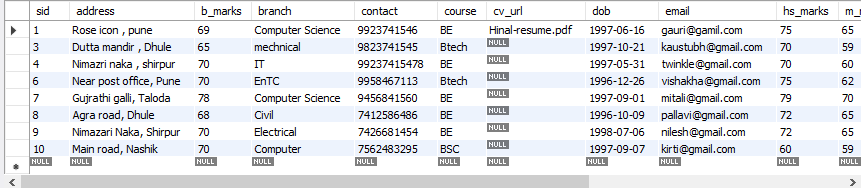 sid address b_marks branch contact course cv_url dob email hs_marks m_
1 Rose icon , pune 69 Computer Science 9923741546 BE Hinal-resume.pdf 1997-06-16 gauri@gamil.com 75 65
3 Dutta mandir , Dhule 65 mechnical 9823741545 Btech NULL 1997-10-21 kaustubh@gmail.com 70 59
4 Nimazri naka , shirpur 70 IT 99237415478 BE NULL 1997-05-31 twinkle@gmail.com 70 60
6 Near post office, Pune 70 EnTC 9958467113 Btech NULL 1996-12-26 vishakha@gmail.com 75 62
7 Gujrathi galli, Taloda 78 Computer Science 9456841560 BE NULL 1997-09-01 mitali@gmail.com 79 70
8 Agra road, Dhule 68 Civil 7412586486 BE NULL 1996-10-09 pallavi@gmail.com 72 65
9 Nimazari Naka, Shirpur 70 Electrical 7426681454 BE NULL 1998-07-06 nilesh@gmail.com 72 65
10 Main road, Nashik 70 Computer 7562483295 BSC NULL 1997-09-07 kirti@gmail.com 60 59
NULL NULL NULL NULL NULL NULL NULL NULL NULL NULL NULL